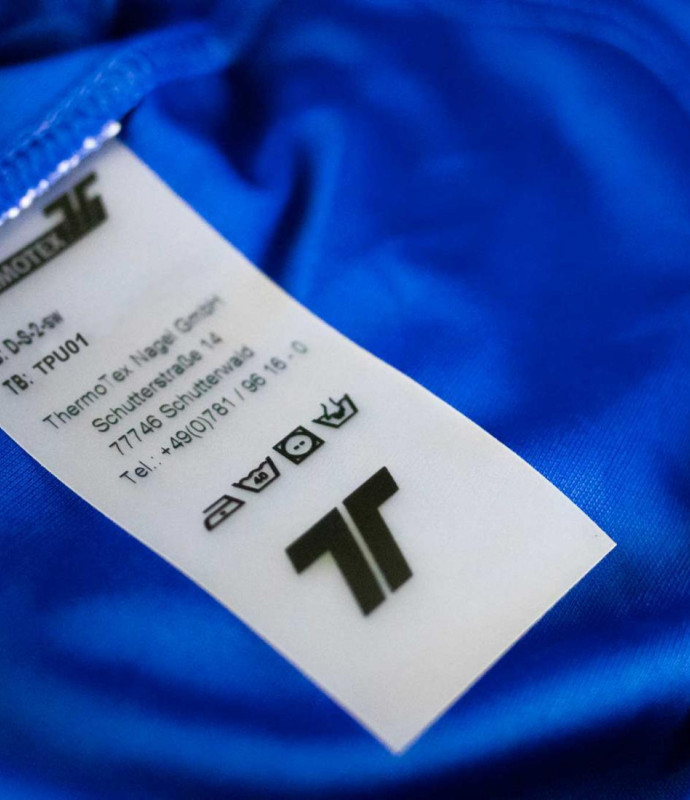 MOTEX
: D-S-2-sw
TB: TPU01
ThermoTex Nagel GmbH
Schutterstraße 14
77746 Schutterwald
Tel.: +49(0)781 / 96 16 - 0
40